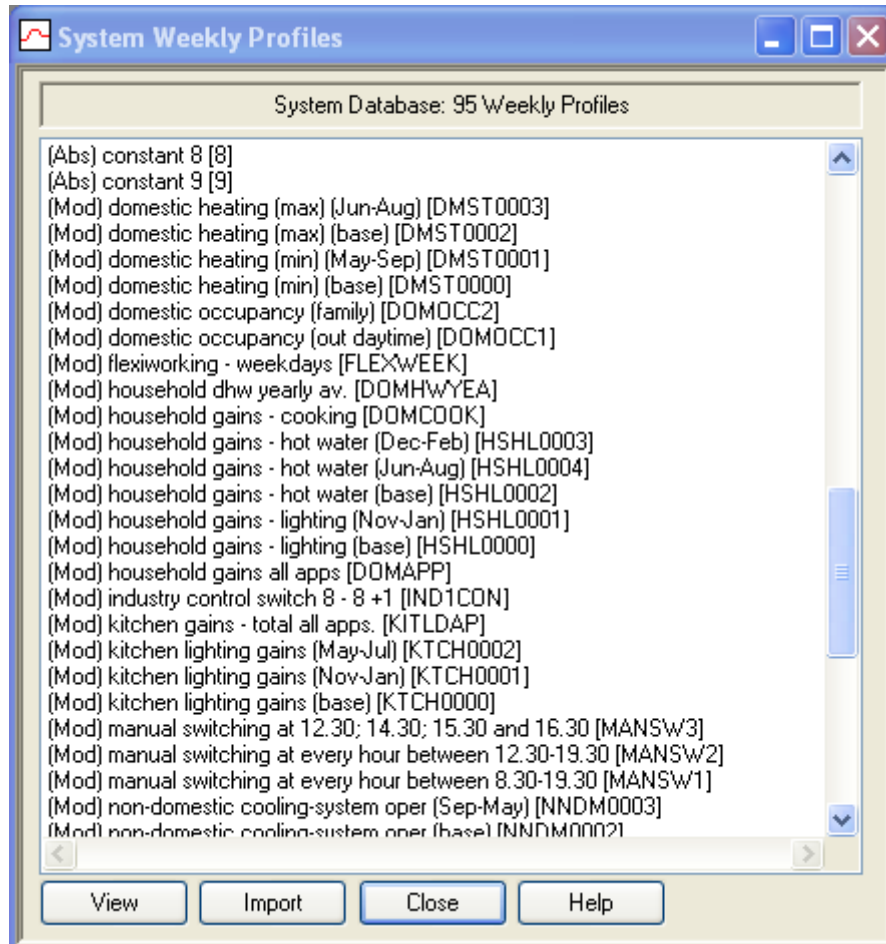 System Weekly Profiles
System Database: 95 Weekly Profiles
(Abs) constant 8 [8]
(Abs) constant 9 [9]
(Mod) domestic heating (max) (Jun-Aug) [DMST0003]
(Mod) domestic heating (max) (base) [DMST0002]
(Mod) domestic heating (min) (May-Sep) [DMST0001]
(Mod) domestic heating (min) (base) [DMST0000]
(Mod) domestic occupancy (family) [DOMOCC2]
(Mod) domestic occupancy (out daytime) [DOMOCC1]
(Mod) flexiworking - weekdays [FLEXWEEK]
(Mod) household dhw yearly av. [DOMHWYEA]
(Mod) household gains - cooking [DOMCOOK]
(Mod) household gains - hot water (Dec-Feb) [HSHL0003]
(Mod) household gains - hot water (Jun-Aug) [HSHL0004]
(Mod) household gains - hot water (base) [HSHL0002]
(Mod) household gains - lighting (Nov-Jan) [HSHL0001]
(Mod) household gains - lighting (base) [HSHL0000]
(Mod) household gains all apps [DOMAPP]
(Mod) industry control switch 8 - 8 +1 [IND1CON]
(Mod) kitchen gains - total all apps. [KITLDAP]
(Mod) kitchen lighting gains (May-Jul) [KTCH0002]
(Mod) kitchen lighting gains (Nov-Jan) [KTCH0001]
(Mod) kitchen lighting gains (base) [KTCH0000]
(Mod) manual switching at 12.30; 14.30; 15.30 and 16.30 [MANSW3]
(Mod) manual switching at every hour between 12.30-19.30 [MANSW2]
(Mod) manual switching at every hour between 8.30-19.30 [MANSW1]
(Mod) non-domestic cooling-system oper (Sep-May) [NNDM0003]
(Mod) non-domestic cooling-system oper (base) [NNDM0002]
View Import Close Help